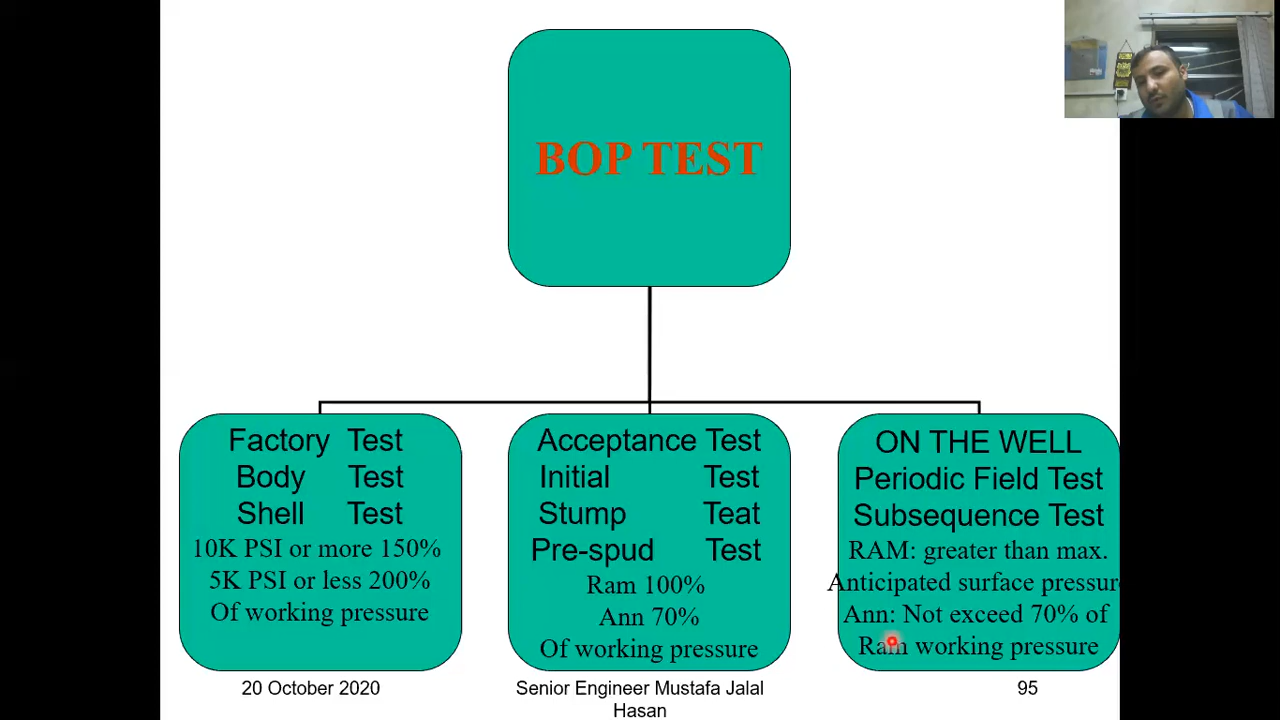 BOP TEST
Factory Test
Body Test
Shell Test
10K PSI or more 150%
5K PSI or less 200%
Of working pressure
Acceptance Test
Initial Test
Stump Teat
Pre-spud Test
Ram 100%
Ann 70%
Of working pressure
ON THE WELL
Periodic Field Test
Subsequence Test
RAM: greater than max.
Anticipated surface pressure
Ann: Not exceed 70% of
Ram working pressure
20 October 2020
Senior Engineer Mustafa Jalal
Hasan
95